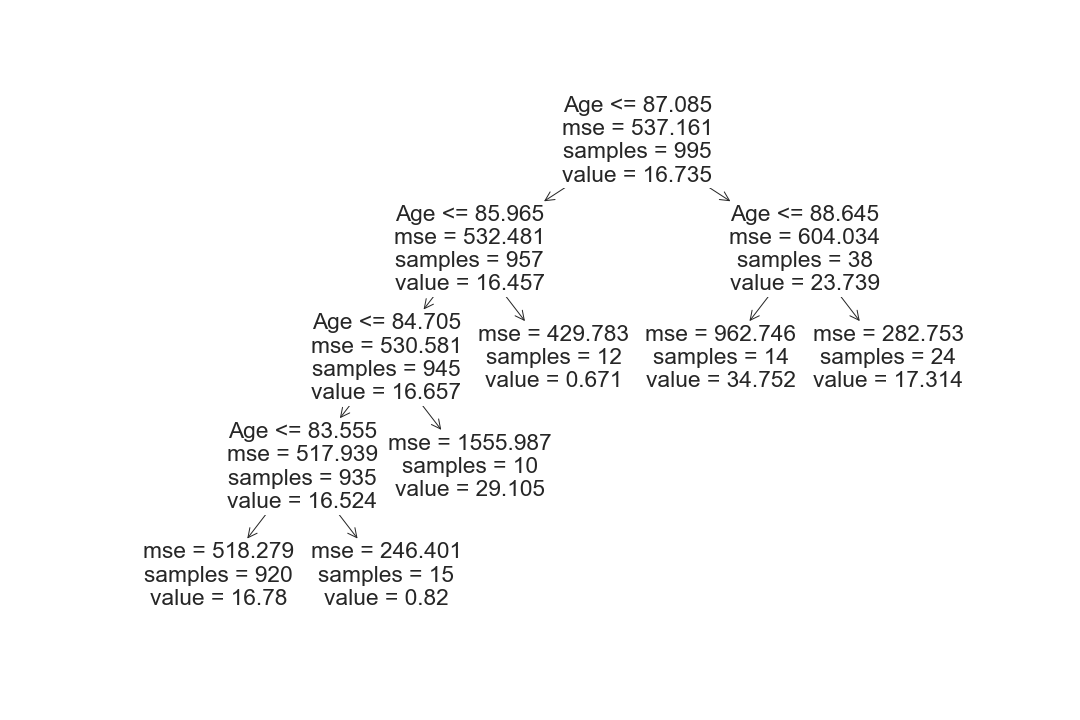 Age <= 87.085
mse = 537.161
samples = 995
value = 16.735
Age <= 85.965
mse = 532.481
samples = 957
value = 16.457
Age <= 88.645
mse = 604.034
samples = 38
value = 23.739
Age <= 84.705
mse = 530.581
samples = 945
value = 16.657
mse = 429.783
samples = 12
value = 0.671
mse = 962.746
samples = 14
value = 34.752
mse = 282.753
samples = 24
value = 17.314
Age <= 83.555
mse = 517.939
samples = 935
value = 16.524
mse = 1555.987
samples = 10
value = 29.105
mse = 518.279
samples = 920
value = 16.78
mse = 246.401
samples = 15
value = 0.82